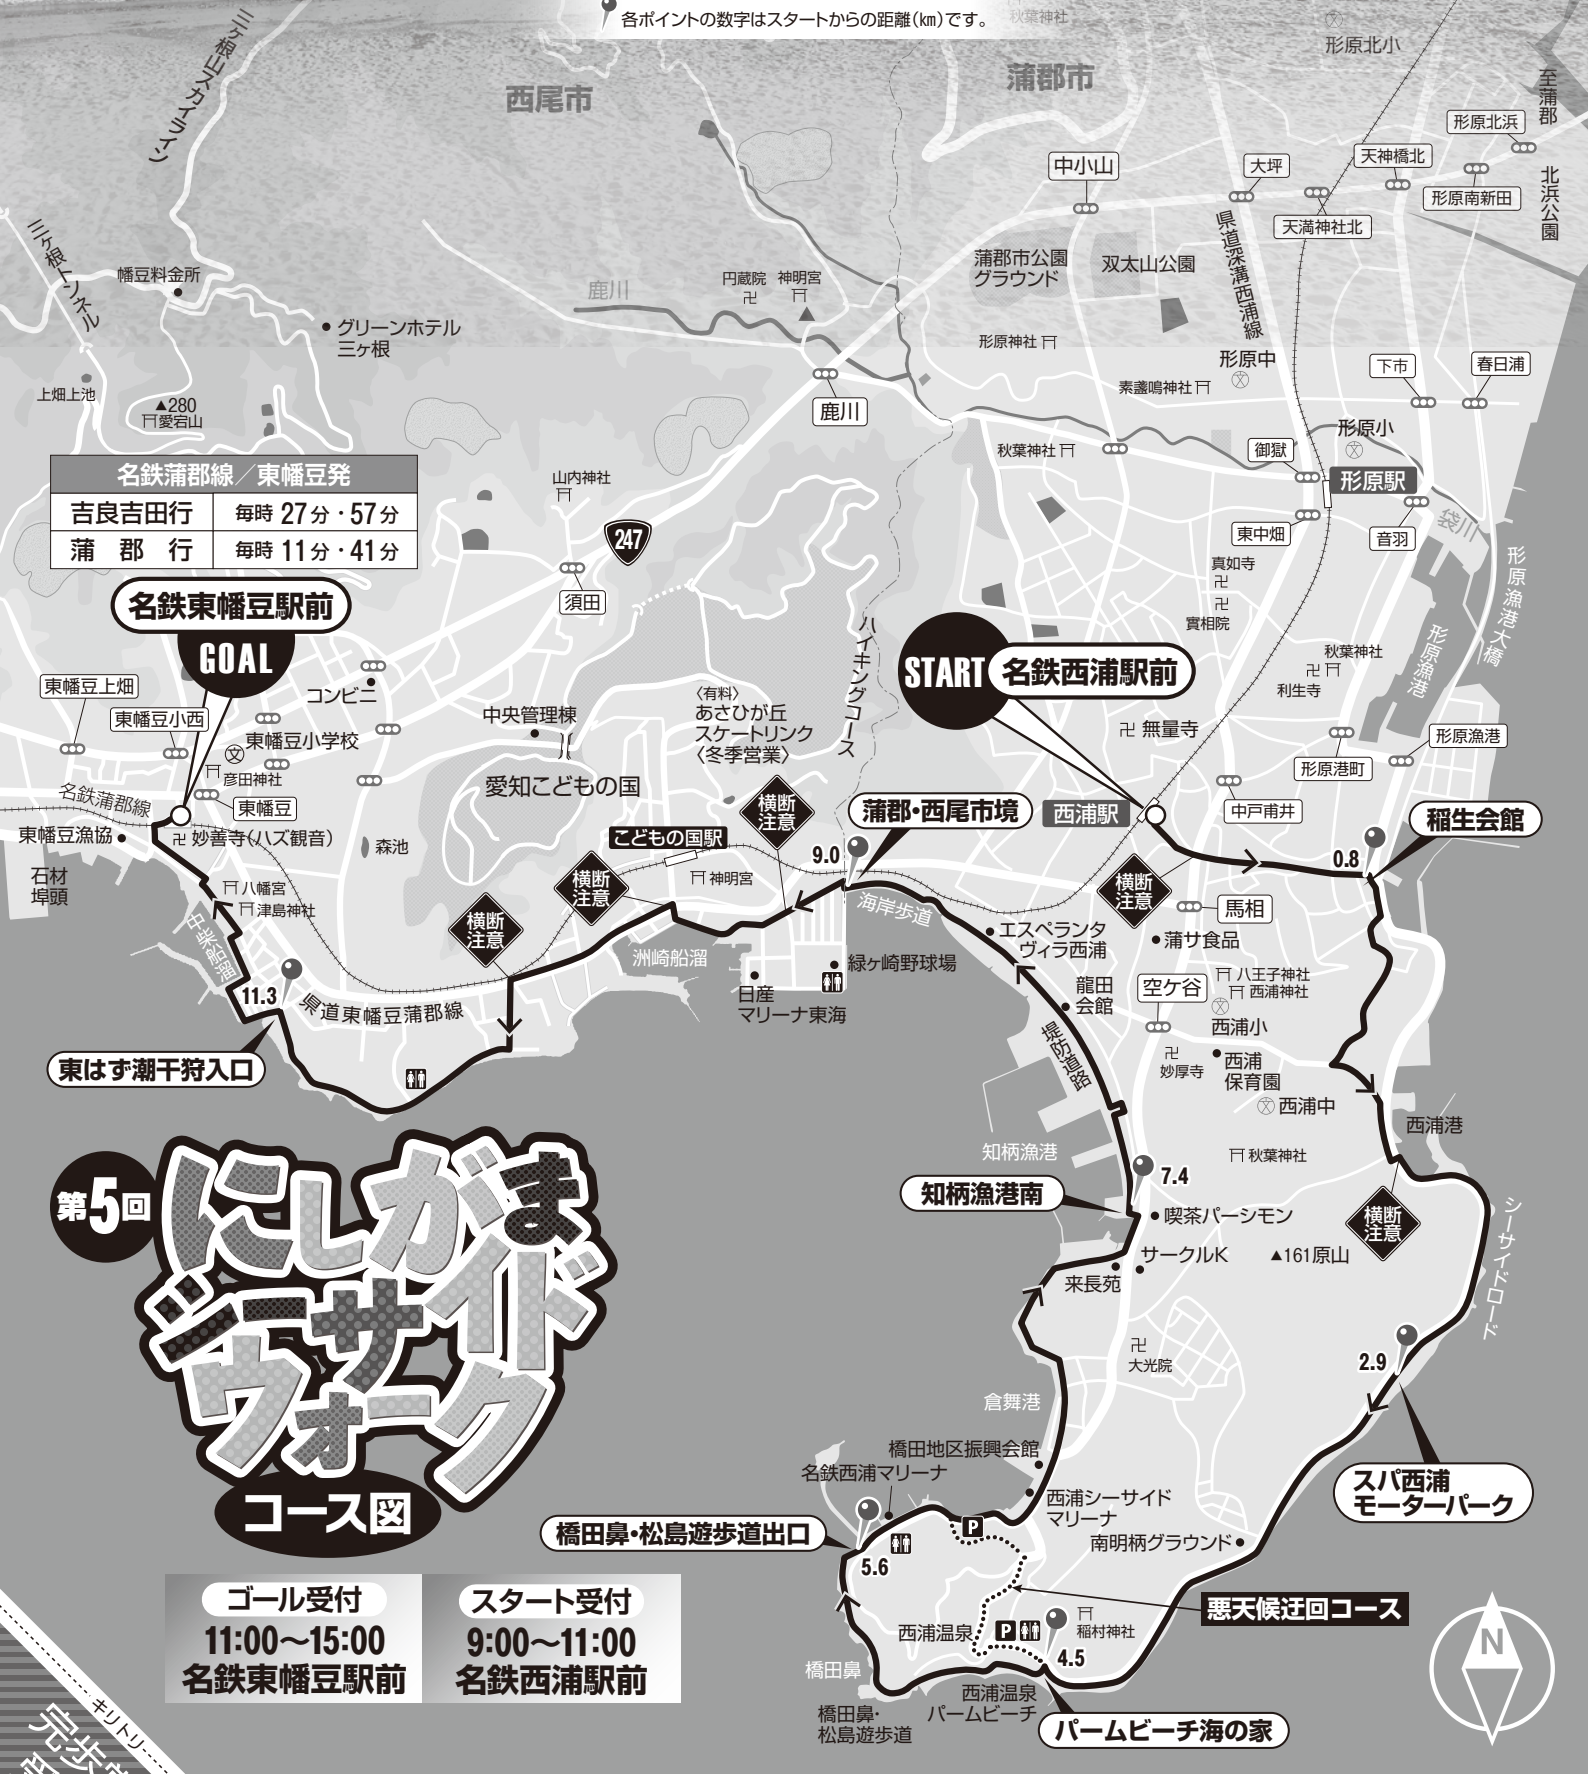 各ポイントの数字はスタートからの距離(km)です。
秋葉神社
形原北小
三ヶ根山スカイライン
西尾市
蒲郡市
至蒲郡
形原北浜
中小山
大坪
天神橋北
形原南新田
北浜公園
天満神社北
県道深溝西浦線
三ヶ根トンネル
幡豆料金所
グリーンホテル
三ヶ根
鹿川
円蔵院
神明宮
蒲郡市公園
グラウンド
双太山公園
形原神社
形原中
素盞鳴神社
下市
春日浦
上畑上池
▲280
愛宕山
鹿川
秋葉神社
形原小
御嶽
形原駅
名鉄蒲郡線/東幡豆発
吉良吉田行 毎時 27分・57分
蒲 郡 行 毎時 11分・41分
山内神社
247
須田
東中畑
音羽
袋川
真如寺
實相院
形原漁港大橋
形原漁港
秋葉神社
利生寺
名鉄東幡豆駅前
GOAL
START
名鉄西浦駅前
ハイキングコース
東幡豆上畑
東幡豆小西
コンビニ
東幡豆小学校
彦田神社
東幡豆
名鉄蒲郡線
東幡豆漁協
妙善寺(ハズ観音)
森池
中央管理棟
愛知こどもの国
〈有料〉
あさひが丘
スケートリンク
〈冬季営業〉
無量寺
形原漁港
形原港町
中戸甫井
西浦駅
横断
注意
蒲郡・西尾市境
9.0
こどもの国駅
神明宮
横断
注意
横断
注意
横断
注意
0.8
稲生会館
石材
埠頭
八幡宮
津島神社
中柴船溜
海岸歩道
馬相
蒲サ食品
エスペランタ
ヴィラ西浦
洲崎船溜
緑ヶ崎野球場
日産
マリーナ東海
龍田
会館
空ケ谷
八王子神社
西浦神社
西浦小
妙厚寺
西浦
保育園
西浦中
11.3
県道東幡豆蒲郡線
東はず潮干狩入口
堤防道路
西浦港
知柄漁港
秋葉神社
知柄漁港南
7.4
喫茶パーシモン
サークルK
▲161原山
横断
注意
シーサイドロード
来長苑
大光院
2.9
スパ西浦
モーターパーク
第5回
にしがま
シーサイド
ウォーク
コース図
倉舞港
橋田地区振興会館
名鉄西浦マリーナ
西浦シーサイド
マリーナ
南明柄グラウンド
橋田鼻・松島遊歩道出口
5.6
P
悪天候迂回コース
西浦温泉
P
稲村神社
4.5
橋田鼻
橋田鼻・
松島遊歩道
西浦温泉
パームビーチ
パームビーチ海の家
ゴール受付
11:00〜15:00
名鉄東幡豆駅前
スタート受付
9:00〜11:00
名鉄西浦駅前
N
キリトリ
完歩賞